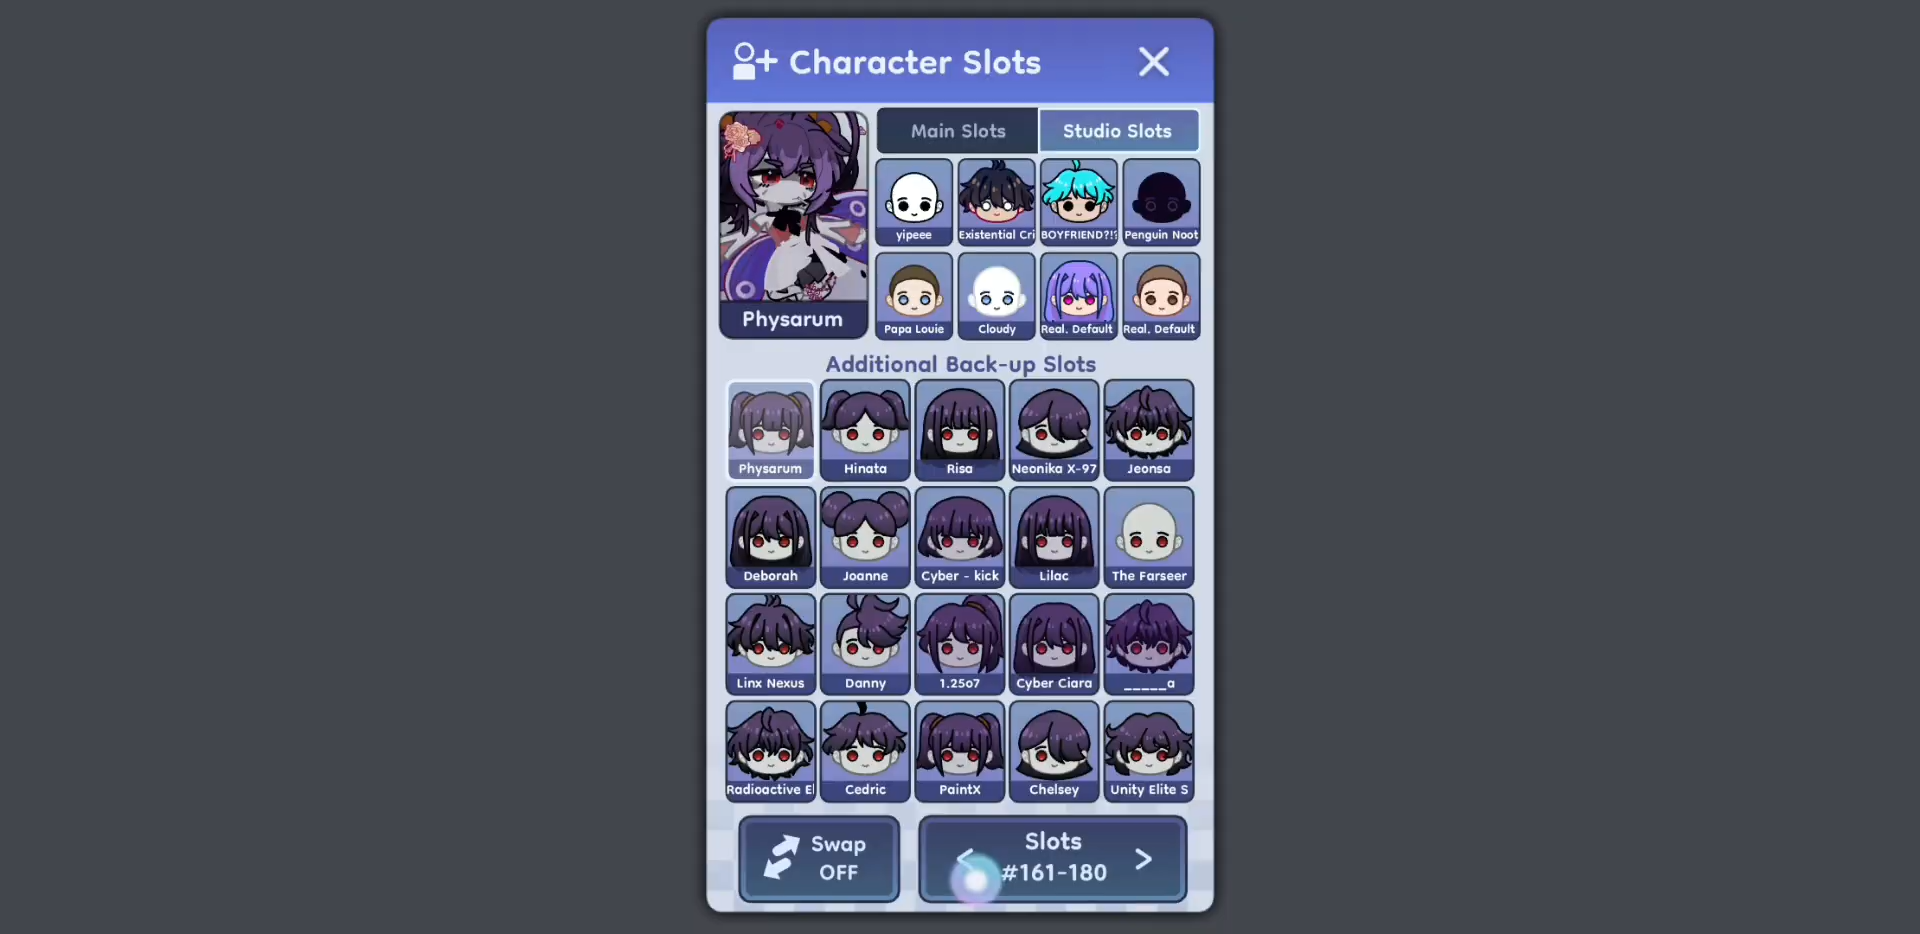 Character Slots
Main Slots
Studio Slots
yipeee
Existential Cri
BOYFRIEND?!?
Penguin Noot
Papa Louie
Cloudy
Real. Default
Real. Default
Physarum
Additional Back-up Slots
Physarum
Hinata
Risa
Neonika X-97
Jeonsa
Deborah
Joanne
Cyber - kick
Lilac
The Farseer
Linx Nexus
Danny
1.25o7
Cyber Ciara
_____a
Radioactive El
Cedric
PaintX
Chelsey
Unity Elite S
Swap
OFF
Slots
#161-180